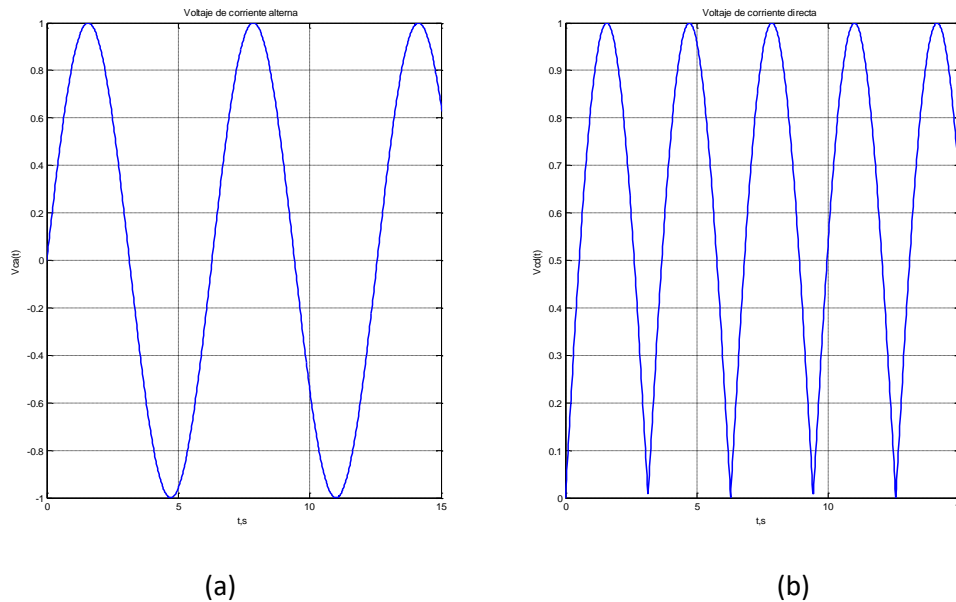 Voltaje de corriente alterna
1
0.8
0.6
0.4
0.2
0
-0.2
-0.4
-0.6
-0.8
-1
Vca(t)
0 5 10 15
t,s
(a)
Voltaje de corriente directa
1
0.9
0.8
0.7
0.6
0.5
0.4
0.3
0.2
0.1
0
Vcd(t)
0 5 10
t,s
(b)